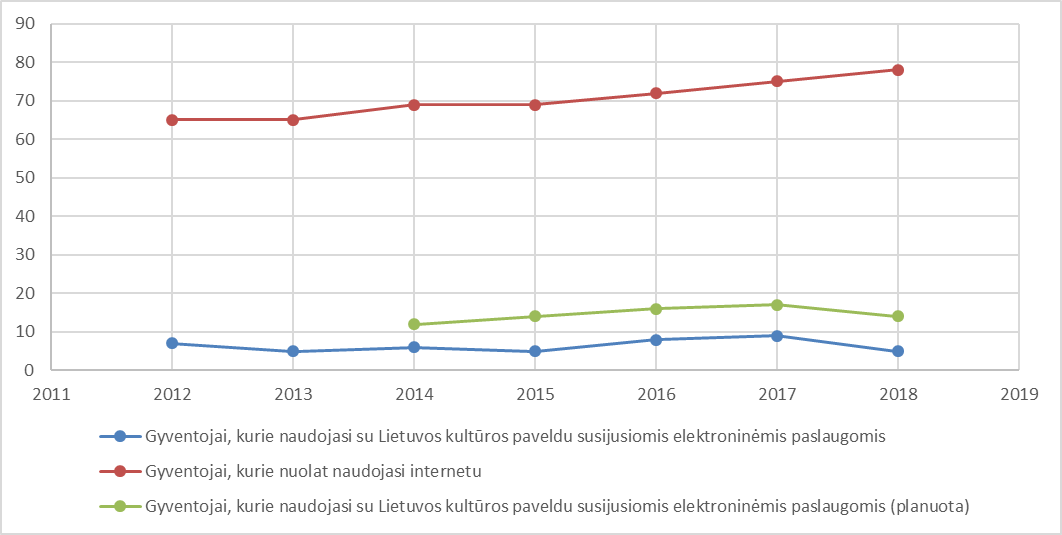 90
80
70
60
50
40
30
20
10
0
2011 2012 2013 2014 2015 2016 2017 2018 2019
Gyventojai, kurie naudojasi su Lietuvos kultūros paveldu susijusiomis elektroninėmis paslaugomis
Gyventojai, kurie nuolat naudojasi internetu
Gyventojai, kurie naudojasi su Lietuvos kultūros paveldu susijusiomis elektroninėmis paslaugomis (planuota)